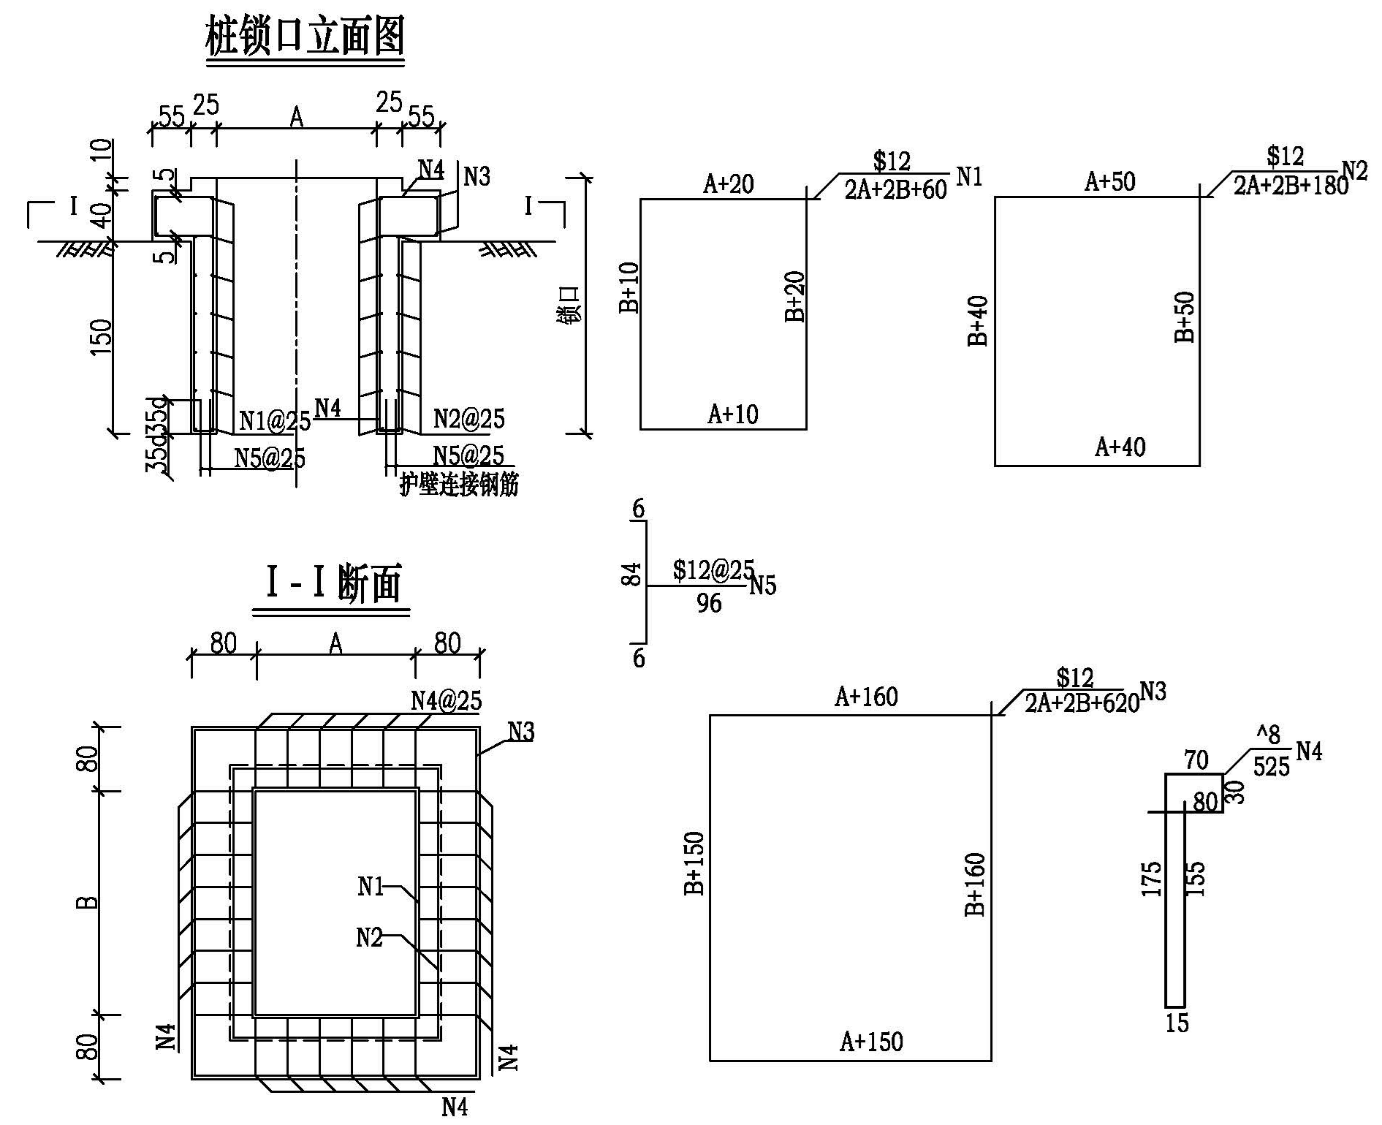 桩锁口立面图
55 25 A 25 55
10
40
150
5
5
I
I
N4
N3
锁口
35d
35d
N1@25
N4
N2@25
N5@25
N5@25
护壁连接钢筋
A+20
$12
2A+2B+60
N1
B+10
B+20
A+10
A+50
$12
2A+2B+180
N2
B+40
B+50
A+40
6
84
6
$12@25
96
N5
I-I断面
80 A 80
80
B
80
N4@25
N3
N1
N2
N4
N4
N4
A+160
$12
2A+2B+620
N3
B+150
B+160
A+150
70
^8
525
N4
80
30
175
155
15